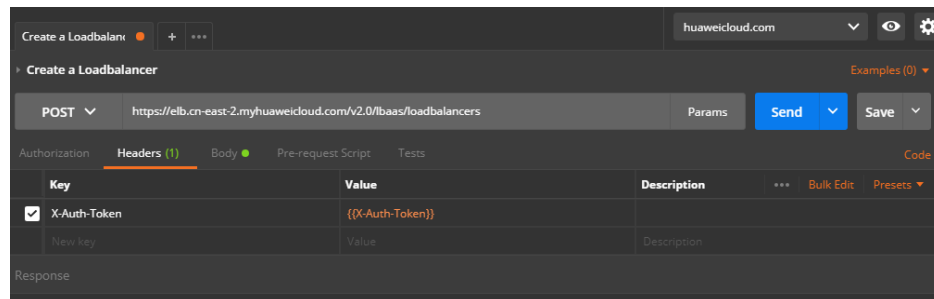 Create a Loadbalan + ••• huaweicloud.com
Create a Loadbalancer Examples (0)
POST https://elb.cn-east-2.myhuaweicloud.com/v2.0/lbaas/loadbalancers Params Send Save
Authorization Headers (1) Body Pre-request Script Tests Code
Key Value Description ••• Bulk Edit Presets
X-Auth-Token {{X-Auth-Token}}
New key Value Description
Response